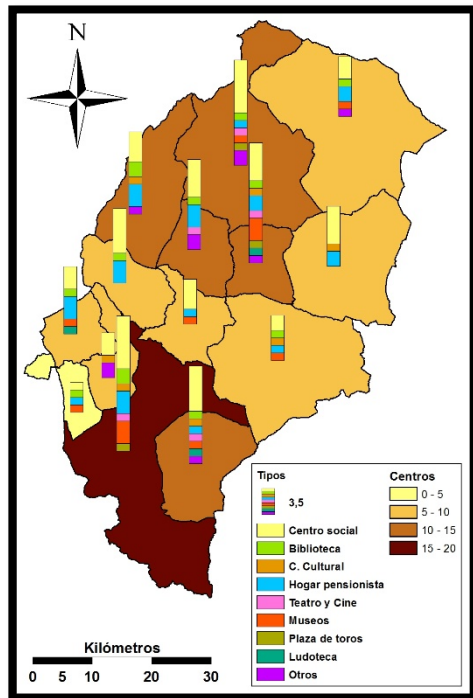 N
Tipos
3,5
Centro social
Biblioteca
C. Cultural
Hogar pensionista
Teatro y Cine
Museos
Plaza de toros
Ludoteca
Otros
Centros
0 - 5
5 - 10
10 - 15
15 - 20
Kilómetros
0 5 10 20 30